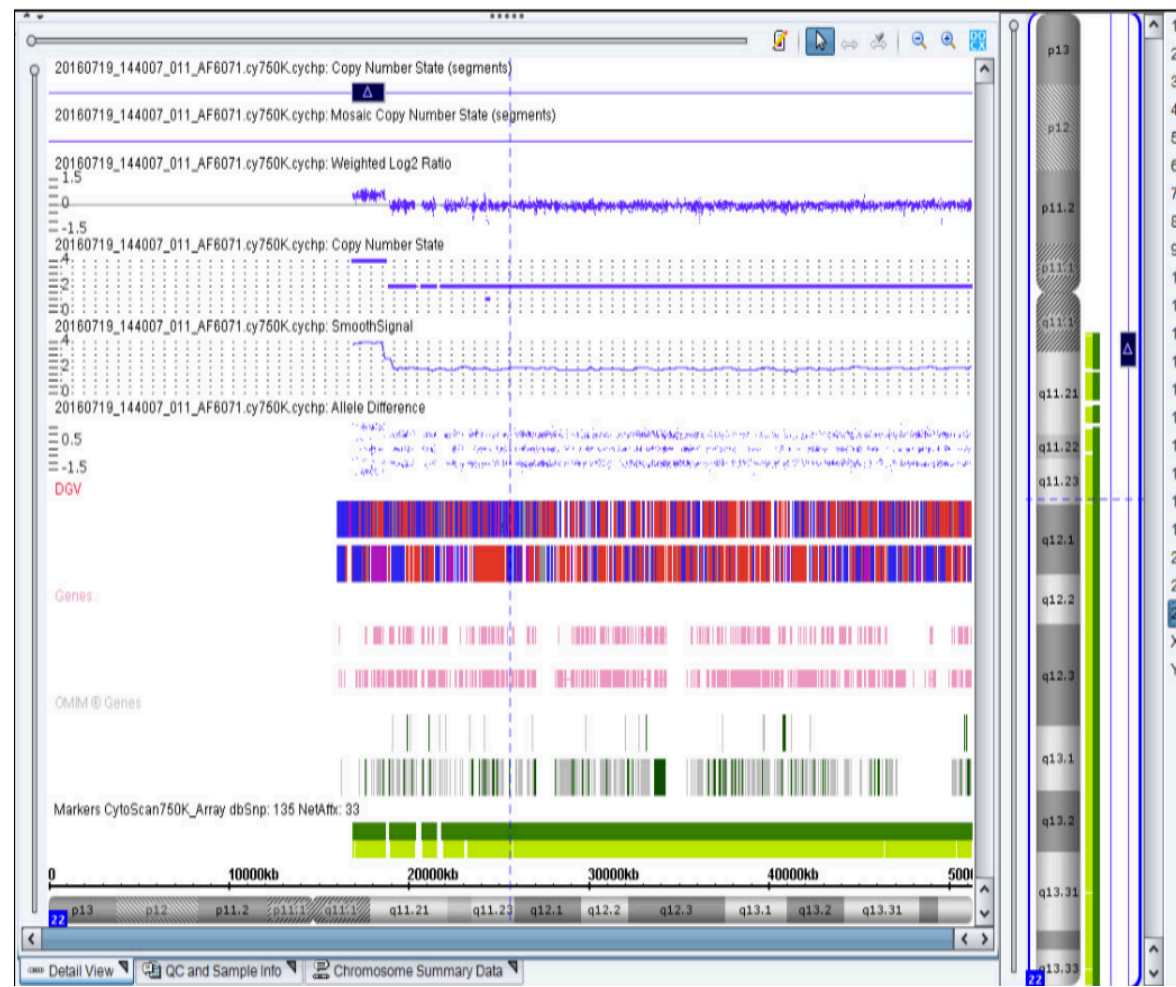 20160719_144007_011_AF6071.cy750K.cychp: Copy Number State (segments)
Δ
20160719_144007_011_AF6071.cy750K.cychp: Mosaic Copy Number State (segments)
20160719_144007_011_AF6071.cy750K.cychp: Weighted Log2 Ratio
1.5
0
-1.5
20160719_144007_011_AF6071.cy750K.cychp: Copy Number State
4
2
0
20160719_144007_011_AF6071.cy750K.cychp: SmoothSignal
4
2
0
20160719_144007_011_AF6071.cy750K.cychp: Allele Difference
0.5
-1.5
DGV
Genes
OMIM ® Genes
Markers CytoScan750K_Array dbSnp: 135 NetAffx: 33
0 10000kb 20000kb 30000kb 40000kb 5000
22 p13 p12 p11.2 p11.1 q11.1 q11.21 q11.23 q12.1 q12.2 q12.3 q13.1 q13.2 q13.31
Detail View QC and Sample Info Chromosome Summary Data
p13
p12
p11.2
p11.1
q11.1
Δ
q11.21
q11.22
q11.23
q12.1
q12.2
q12.3
q13.1
q13.2
q13.31
q13.33
22